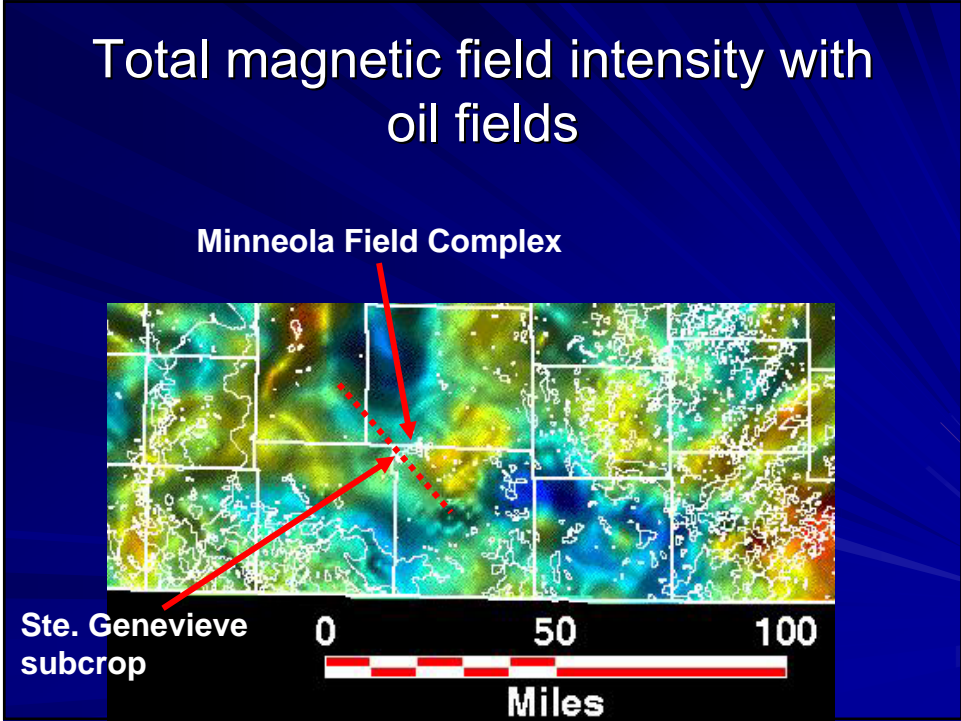 Total magnetic field intensity with
oil fields
Minneola Field Complex
Ste. Genevieve
subcrop
0 50 100
Miles